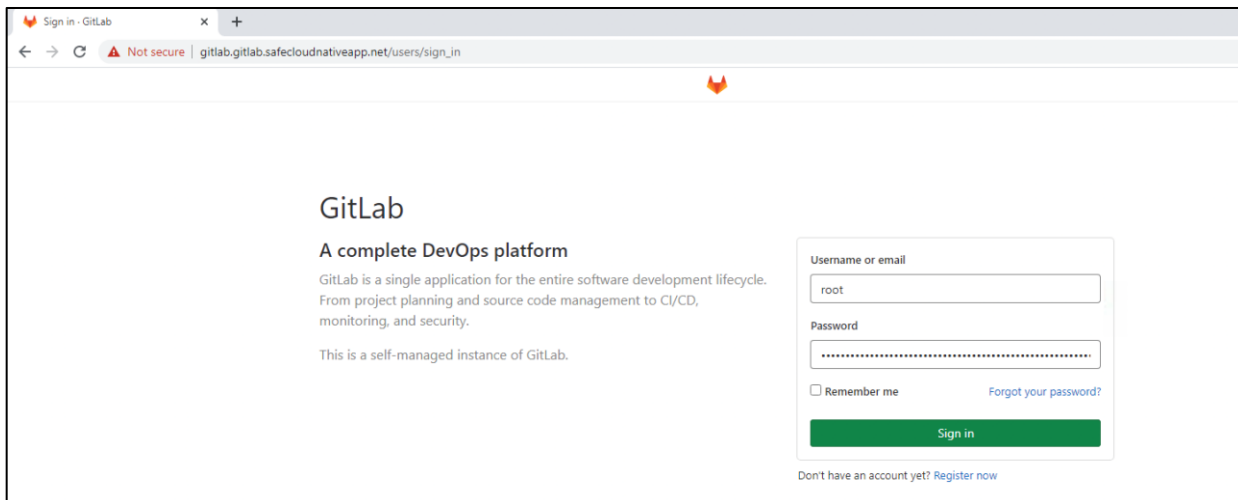 Sign in · GitLab
Not secure | gitlab.gitlab.safecloudnativeapp.net/users/sign_in
GitLab
A complete DevOps platform
GitLab is a single application for the entire software development lifecycle.
From project planning and source code management to CI/CD,
monitoring, and security.
This is a self-managed instance of GitLab.
Username or email
root
Password
Remember me
Forgot your password?
Sign in
Don't have an account yet? Register now